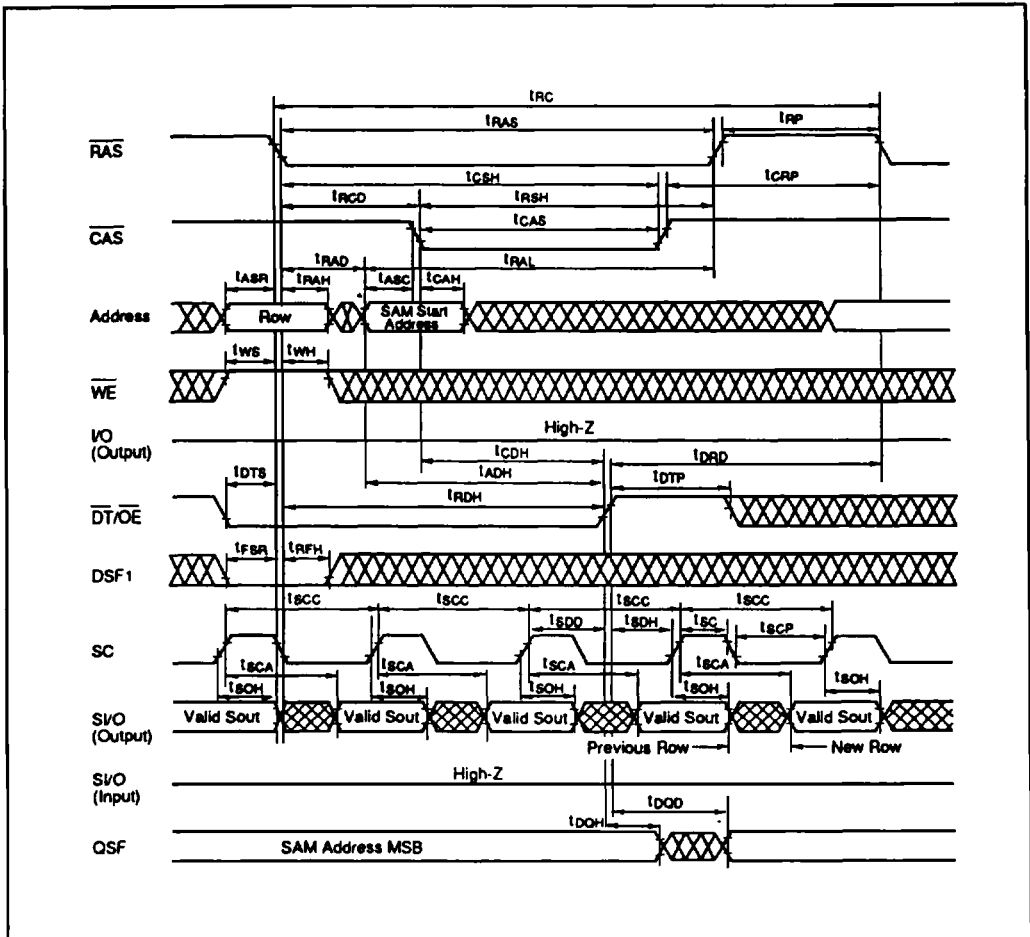 tRC
tRAS
tRP
RAS
tCSH
tCRP
tRCD
tRSH
tCAS
CAS
tRAD
tRAL
tASR
tRAH
tASC
tCAH
Address
Row
SAM Start
Address
tWS
tWH
WE
I/O
(Output)
High-Z
tCDH
tDRD
tDTS
tADH
tDTP
tRDH
DT/OE
tFSR
tRFH
DSF1
tSCC
tSCC
tSCC
tSCC
tSDD
tSDH
tSC
tSCP
SC
tSCA
tSCA
tSCA
tSCA
tSOH
tSOH
tSOH
tSOH
tSOH
SI/O
(Output)
Valid Sout
Valid Sout
Valid Sout
Valid Sout
Valid Sout
Previous Row
New Row
SI/O
(Input)
High-Z
tDQD
tDQH
QSF
SAM Address MSB